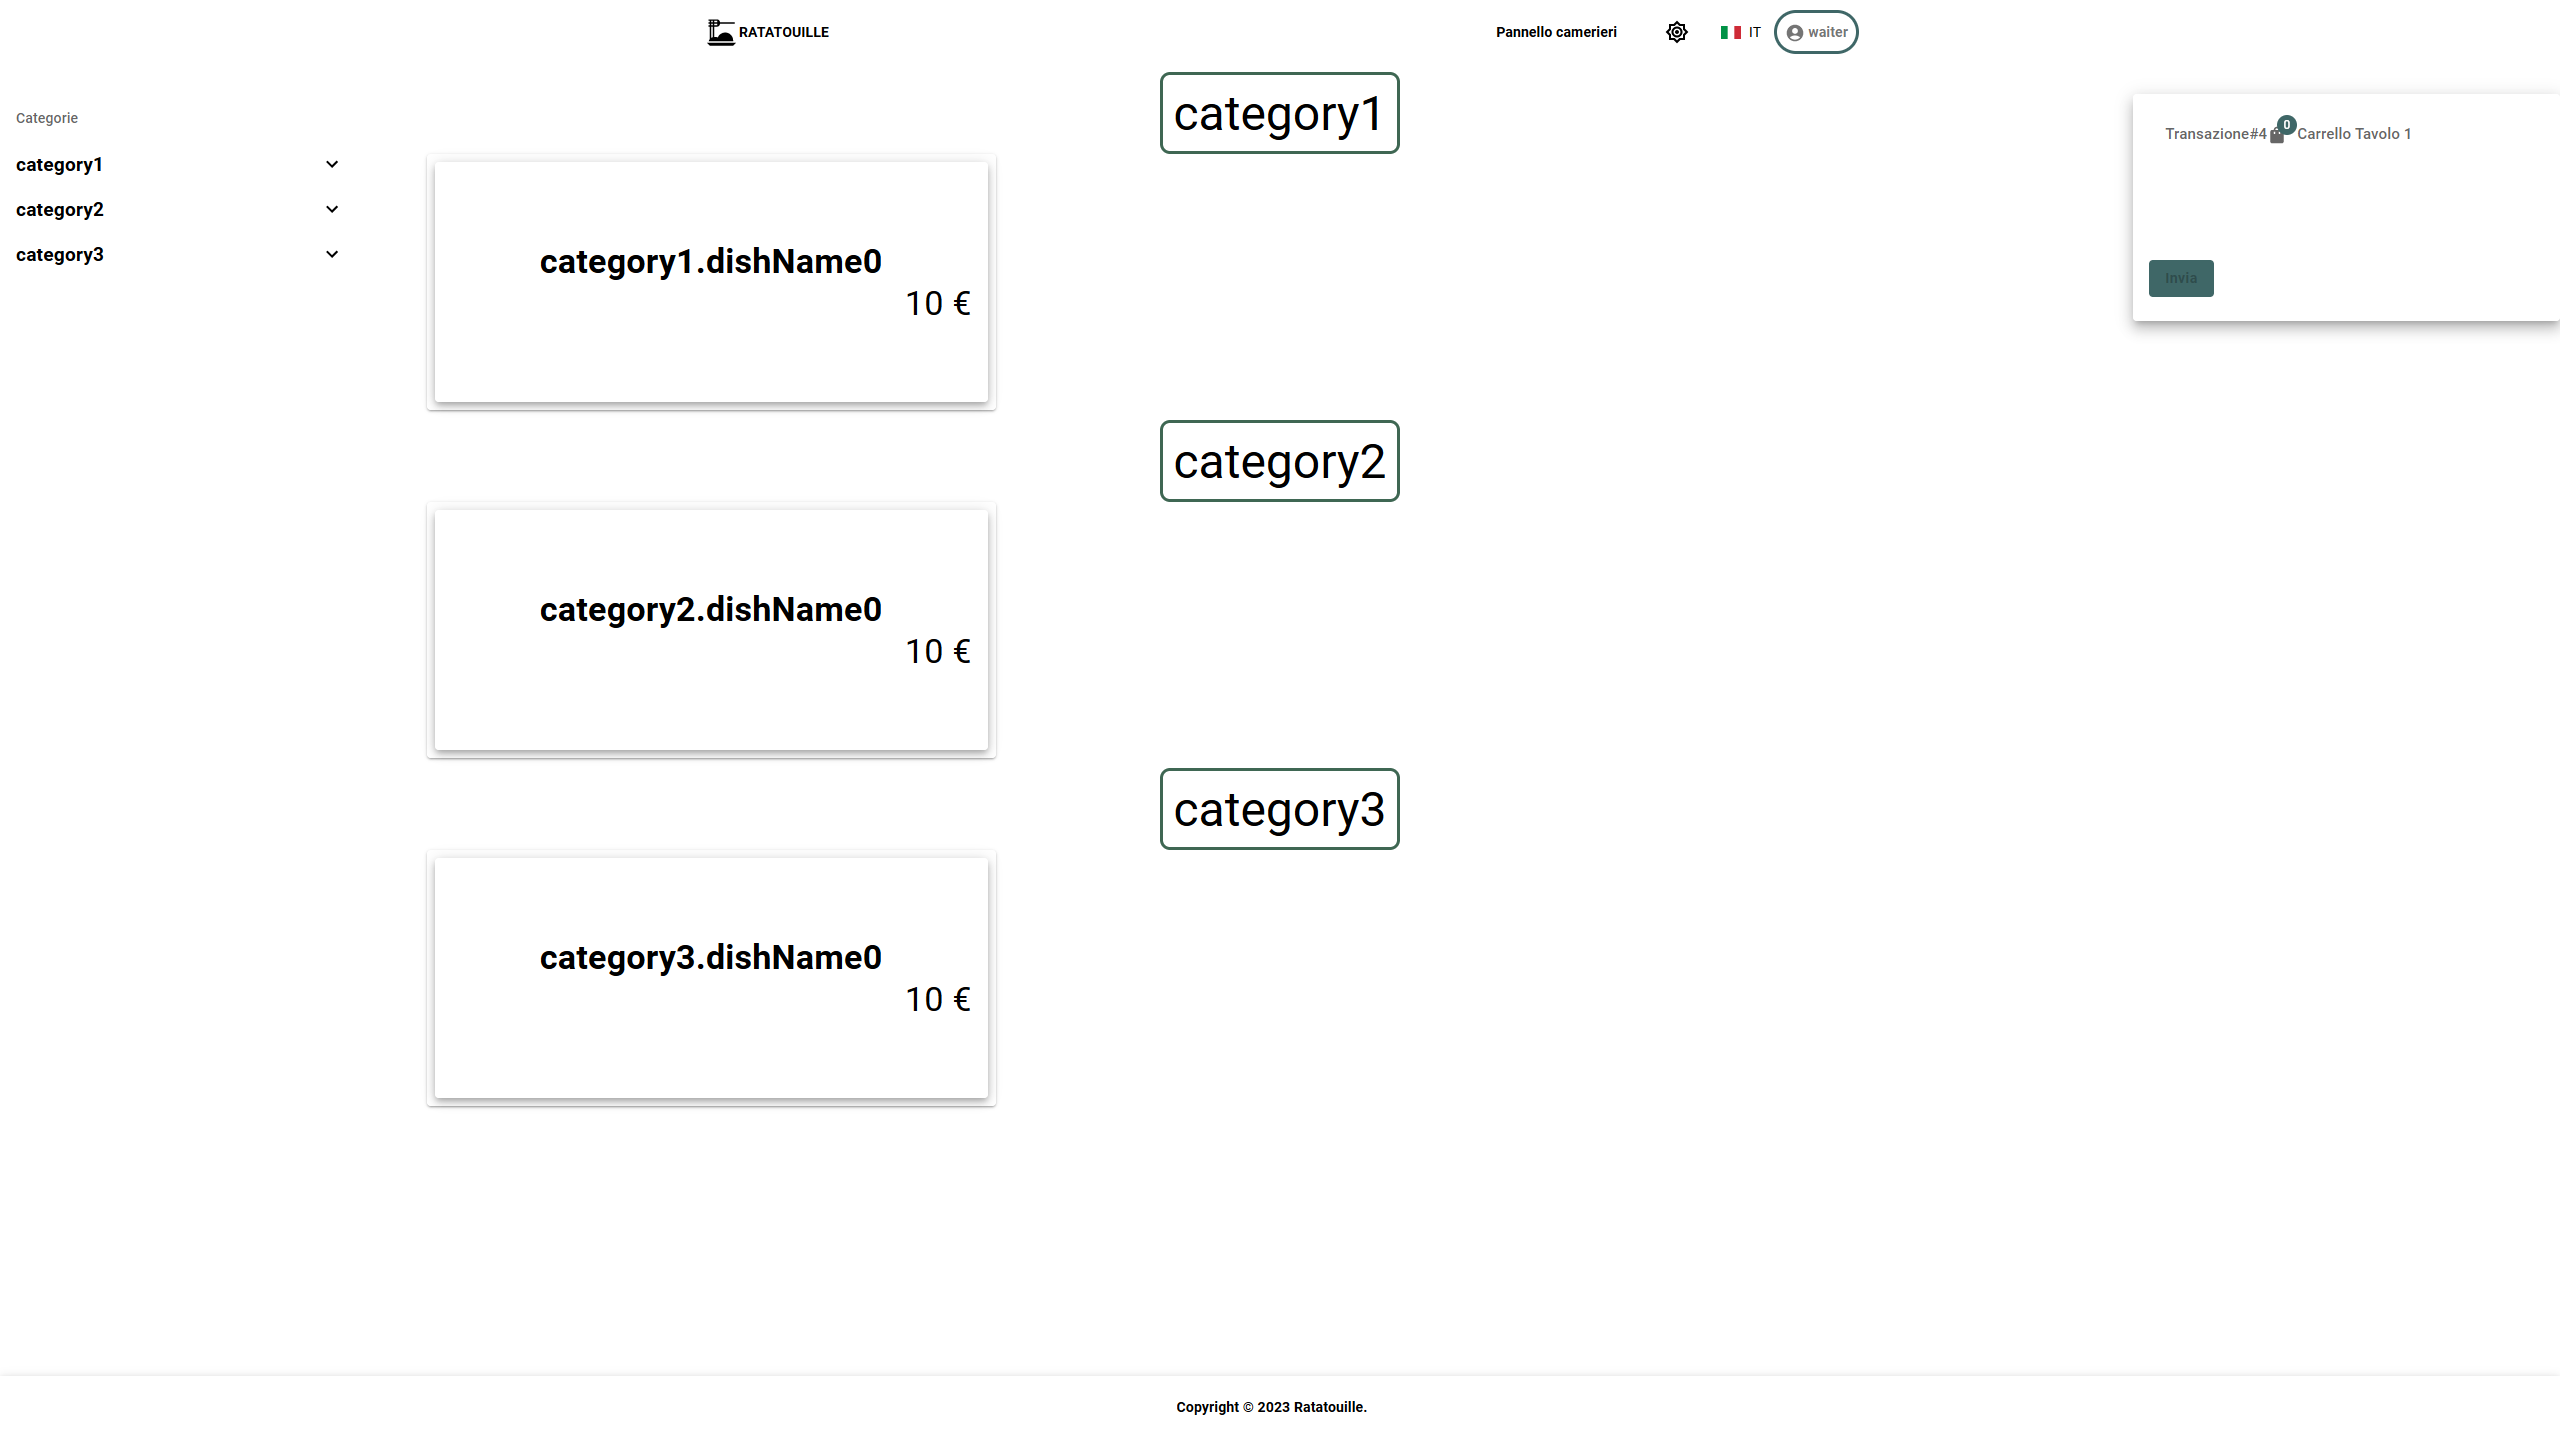 RATATOUILLE
Pannello camerieri
IT
waiter
Categorie
category1
category2
category3
category1
category1.dishName0
10 €
category2
category2.dishName0
10 €
category3
category3.dishName0
10 €
Transazione#4 0 Carrello Tavolo 1
Invia
Copyright © 2023 Ratatouille.